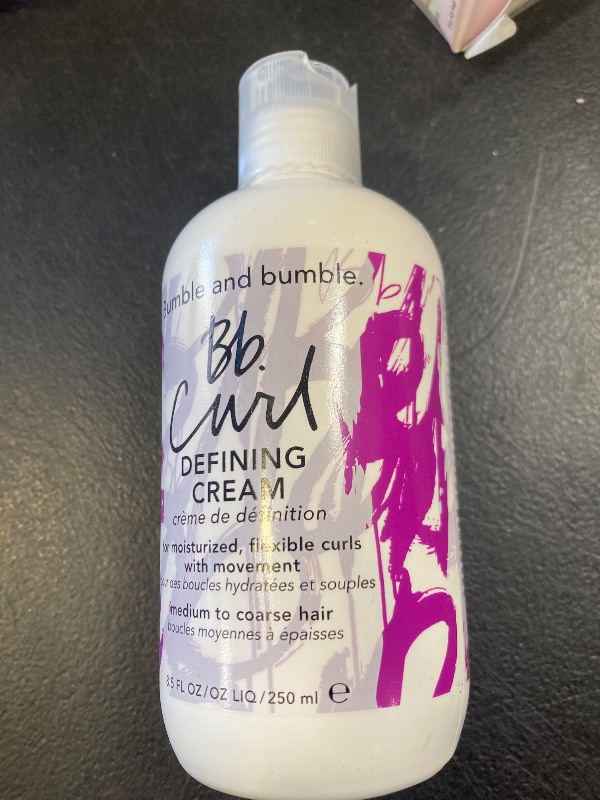 Bumble and bumble.
Bb.
Curl
DEFINING
CREAM
crème de définition
for moisturized, flexible curls
with movement
pour des boucles hydratées et souples
medium to coarse hair
boucles moyennes à épaisses
8.5 FL OZ/OZ LIQ/250 ml e